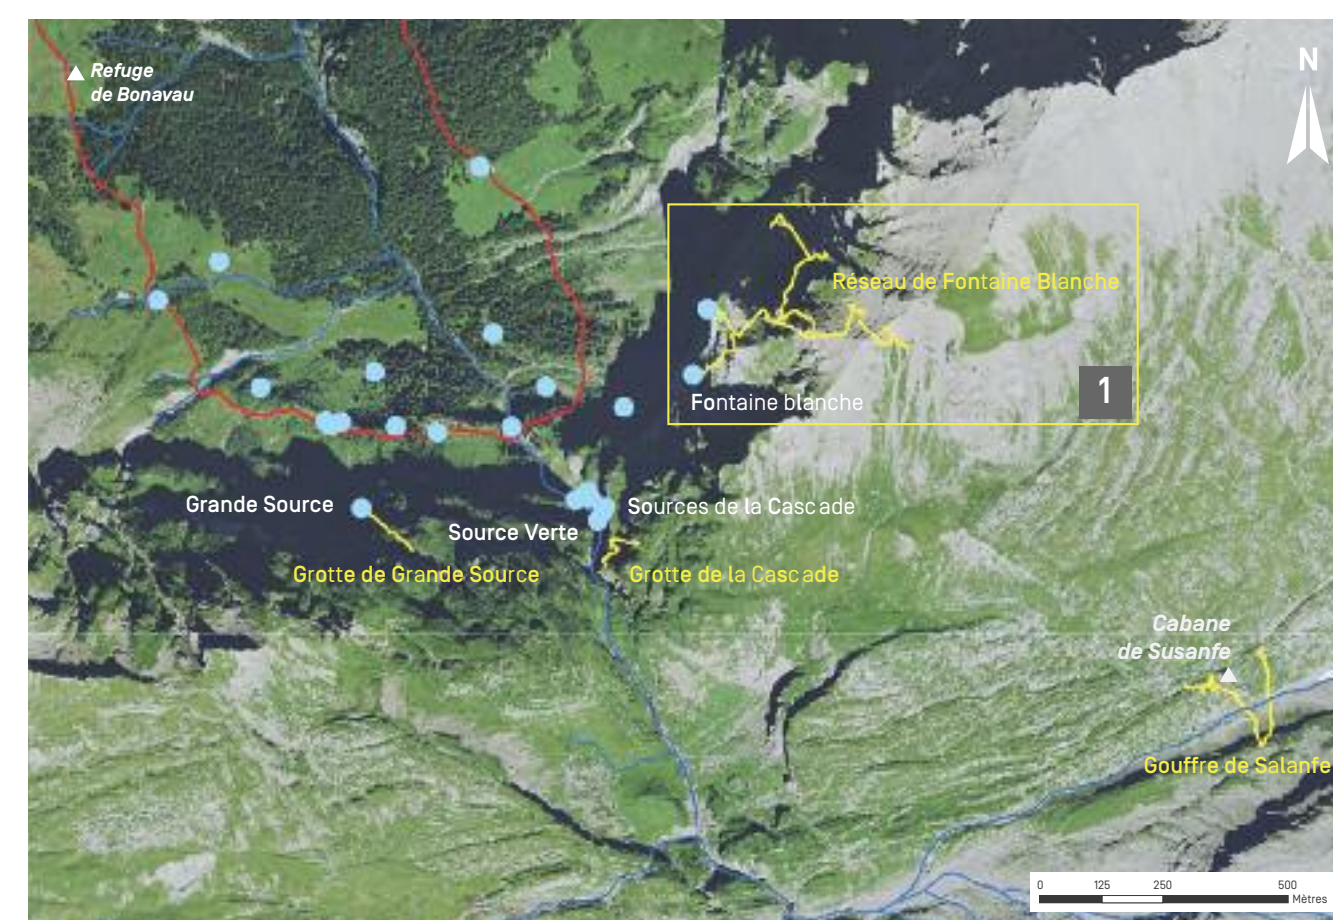 N
Refuge
de Bonavau
Réseau de Fontaine Blanche
1
Fontaine blanche
Grande Source
Sources de la Cascade
Source Verte
Grotte de Grande Source
Grotte de la Cascade
Cabane
de Susanfe
Gouffre de Salanfe
0 125 250 500
Mètres